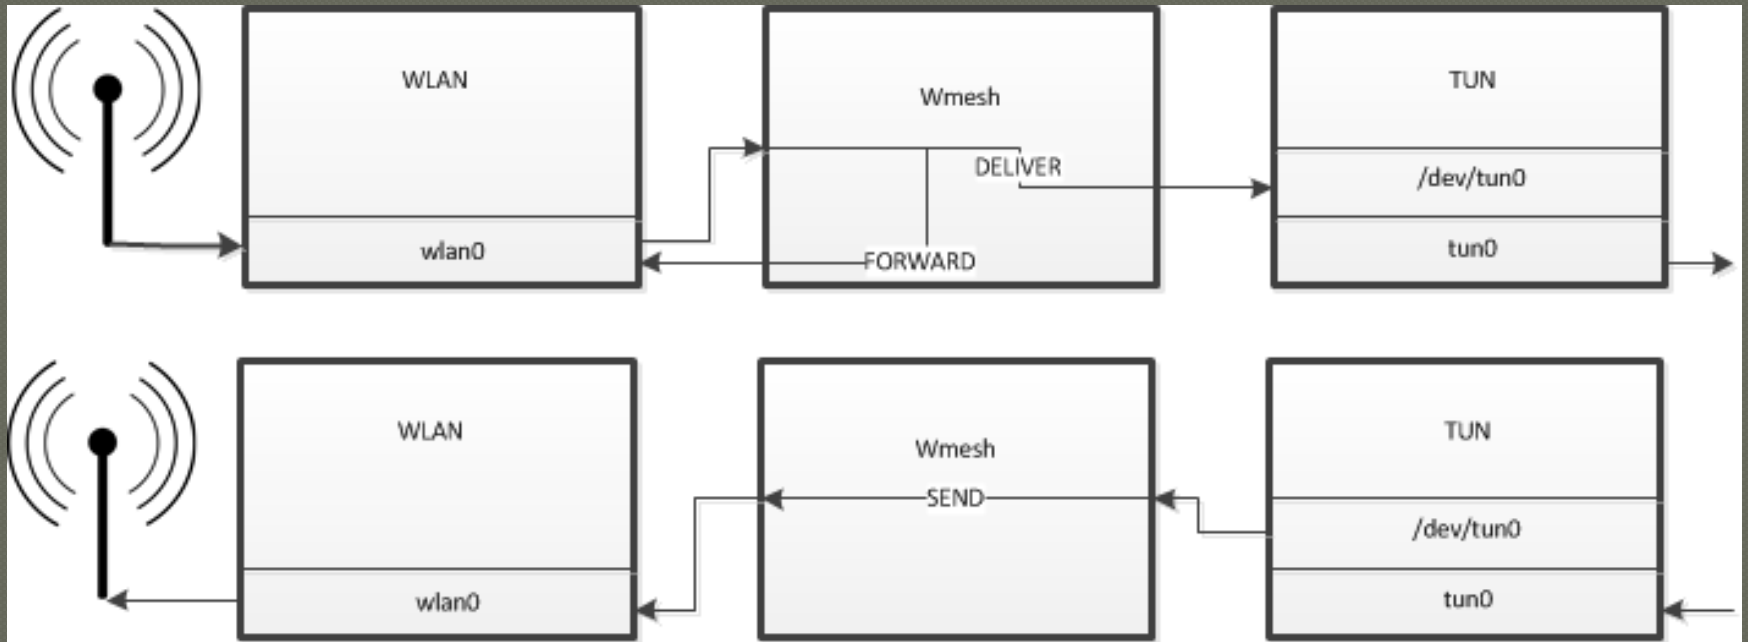 WLAN
wlan0
Wmesh
DELIVER
FORWARD
TUN
/dev/tun0
tun0
WLAN
wlan0
Wmesh
SEND
TUN
/dev/tun0
tun0